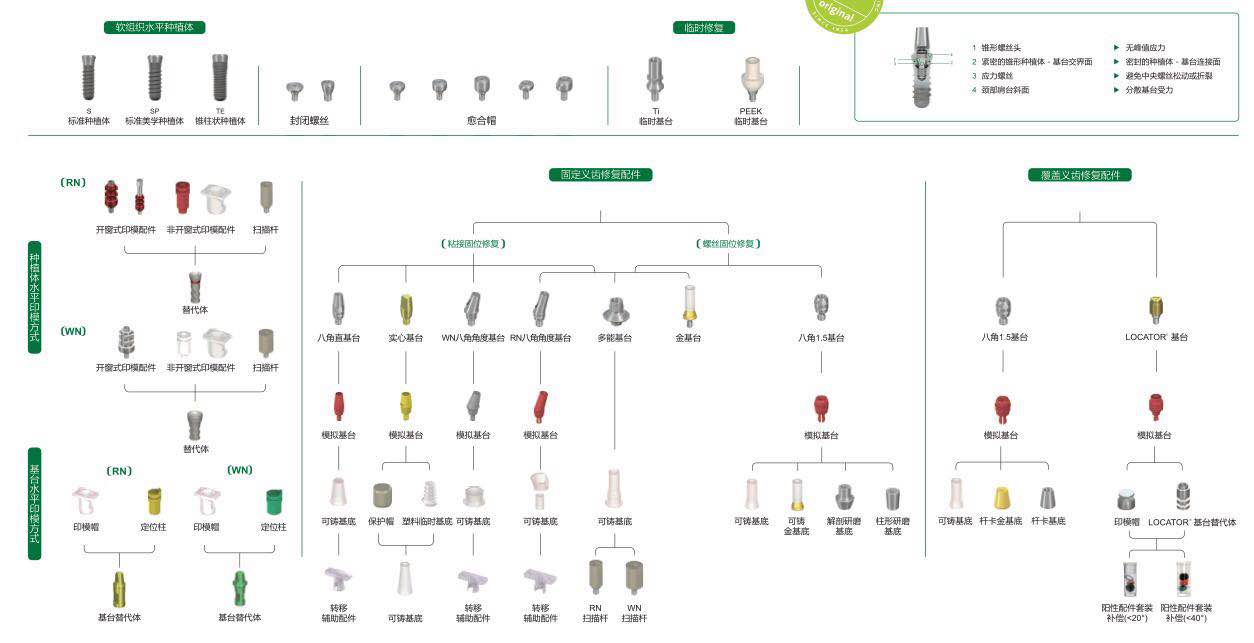 软组织水平种植体
临时修复
original
SINCE 1974
1 锥形螺丝头
2 紧密的锥形种植体 - 基台交界面
3 应力螺丝
4 颈部肩台斜面
▶ 无峰值应力
▶ 密封的种植体 - 基台连接面
▶ 避免中央螺丝松动或折裂
▶ 分散基台受力
S
标准种植体
SP
标准美学种植体
TE
锥柱状种植体
封闭螺丝
愈合帽
Ti
临时基台
PEEK
临时基台
种植体水平印模方式
(RN)
开窗式印模配件
非开窗式印模配件
扫描杆
替代体
(WN)
开窗式印模配件
非开窗式印模配件
扫描杆
替代体
基台水平印模方式
(RN)
(WN)
印模帽
定位柱
印模帽
定位柱
基台替代体
基台替代体
固定义齿修复配件
(粘接固位修复)
(螺丝固位修复)
八角直基台
实心基台
WN八角角度基台
RN八角角度基台
多能基台
金基台
八角1.5基台
模拟基台
模拟基台
模拟基台
模拟基台
模拟基台
可铸基底
保护帽
塑料临时基底
可铸基底
可铸基底
可铸基底
可铸基底
可铸
金基底
解剖研磨
基底
柱形研磨
基底
转移
辅助配件
可铸基底
转移
辅助配件
转移
辅助配件
RN
扫描杆
WN
扫描杆
覆盖义齿修复配件
八角1.5基台
LOCATOR® 基台
模拟基台
模拟基台
可铸基底
杆卡金基底
杆卡基底
印模帽
LOCATOR® 基台替代体
阳性配件套装
补偿(<20°)
阳性配件套装
补偿(<40°)